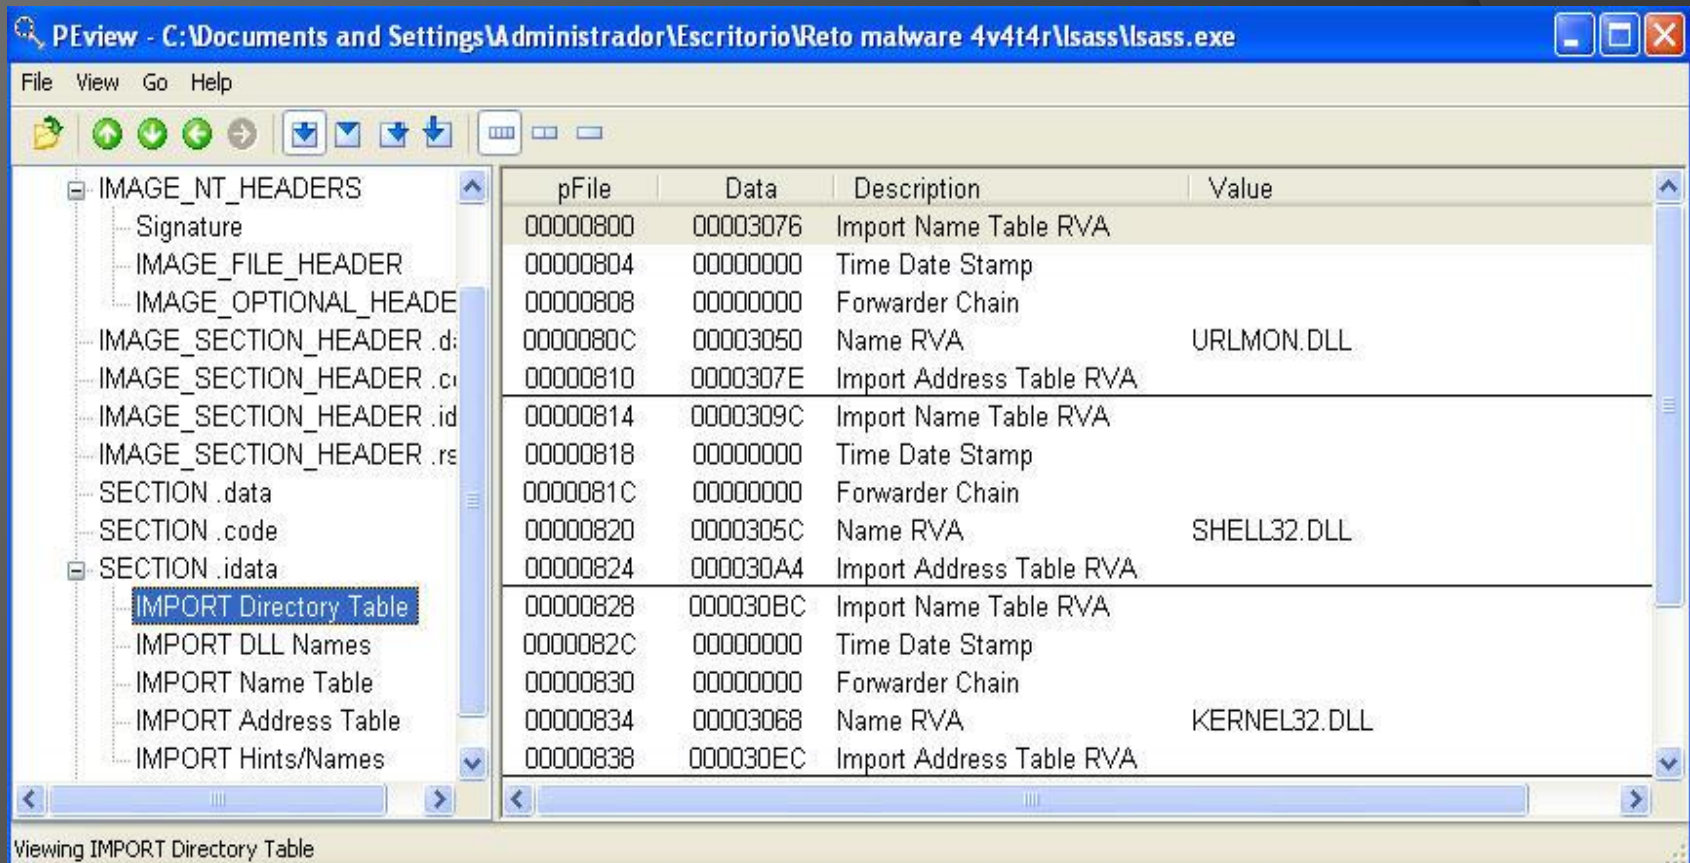 PEview - C:\Documents and Settings\Administrador\Escritorio\Reto malware 4v4t4r\lsass\lsass.exe
File View Go Help
IMAGE_NT_HEADERS
Signature
IMAGE_FILE_HEADER
IMAGE_OPTIONAL_HEADE
IMAGE_SECTION_HEADER .da
IMAGE_SECTION_HEADER .co
IMAGE_SECTION_HEADER .id
IMAGE_SECTION_HEADER .rs
SECTION .data
SECTION .code
SECTION .idata
IMPORT Directory Table
IMPORT DLL Names
IMPORT Name Table
IMPORT Address Table
IMPORT Hints/Names
pFile Data Description Value
00000800 00003076 Import Name Table RVA
00000804 00000000 Time Date Stamp
00000808 00000000 Forwarder Chain
0000080C 00003050 Name RVA URLMON.DLL
00000810 0000307E Import Address Table RVA
00000814 0000309C Import Name Table RVA
00000818 00000000 Time Date Stamp
0000081C 00000000 Forwarder Chain
00000820 0000305C Name RVA SHELL32.DLL
00000824 000030A4 Import Address Table RVA
00000828 000030BC Import Name Table RVA
0000082C 00000000 Time Date Stamp
00000830 00000000 Forwarder Chain
00000834 00003068 Name RVA KERNEL32.DLL
00000838 000030EC Import Address Table RVA
Viewing IMPORT Directory Table